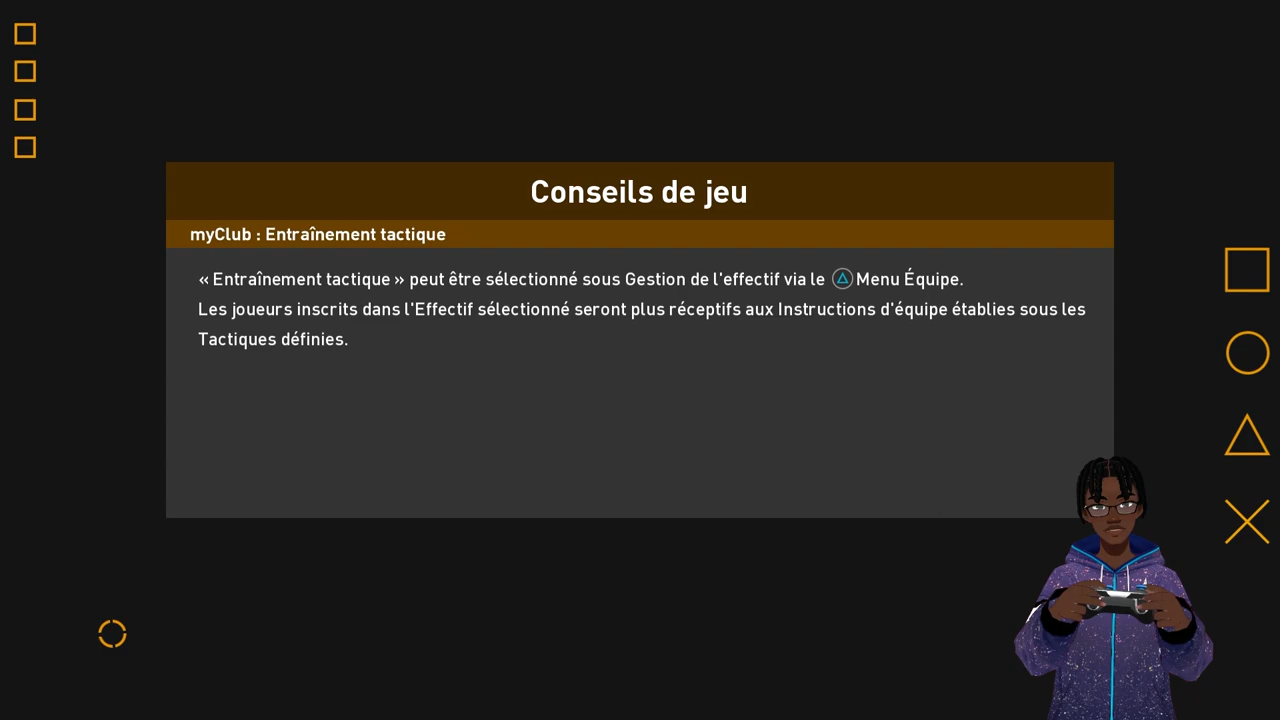 Conseils de jeu
myClub : Entraînement tactique
« Entraînement tactique » peut être sélectionné sous Gestion de l'effectif via le Menu Équipe.
Les joueurs inscrits dans l'Effectif sélectionné seront plus réceptifs aux Instructions d'équipe établies sous les
Tactiques définies.